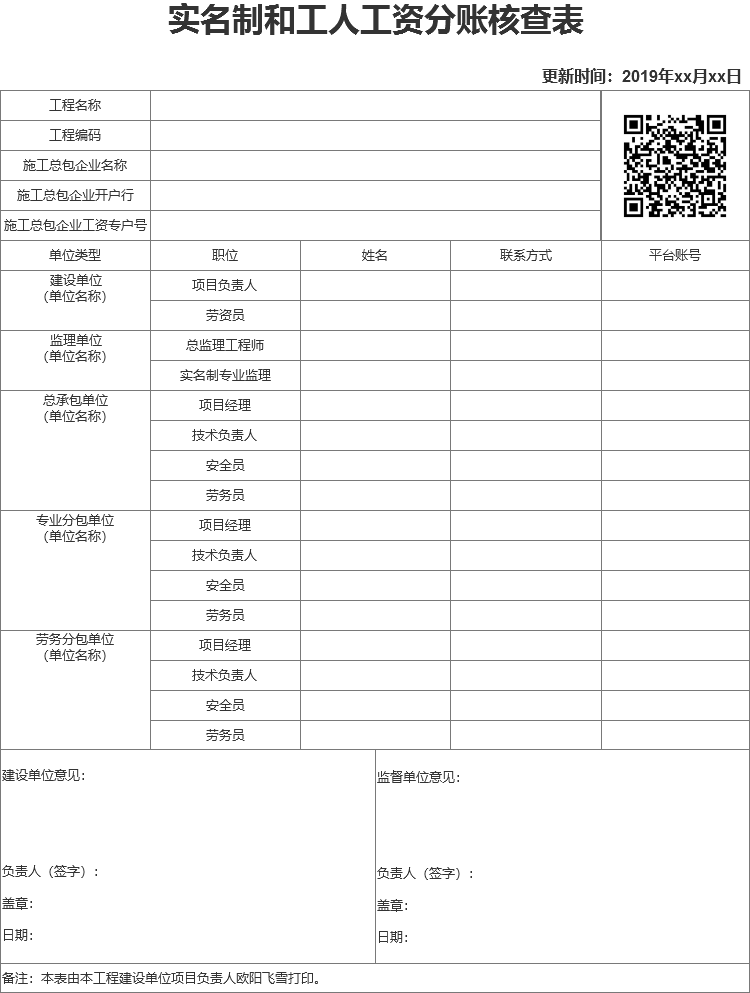 实名制和工人工资分账核查表
更新时间：2019年xx月xx日
工程名称
工程编码
施工总包企业名称
施工总包企业开户行
施工总包企业工资专户号
单位类型 职位 姓名 联系方式 平台账号
建设单位
（单位名称）
项目负责人
劳资员
监理单位
（单位名称）
总监理工程师
实名制专业监理
总承包单位
（单位名称）
项目经理
技术负责人
安全员
劳务员
专业分包单位
（单位名称）
项目经理
技术负责人
安全员
劳务员
劳务分包单位
（单位名称）
项目经理
技术负责人
安全员
劳务员
建设单位意见：
负责人（签字）：
盖章：
日期：
监督单位意见：
负责人（签字）：
盖章：
日期：
备注：本表由本工程建设单位项目负责人欧阳飞雪打印。